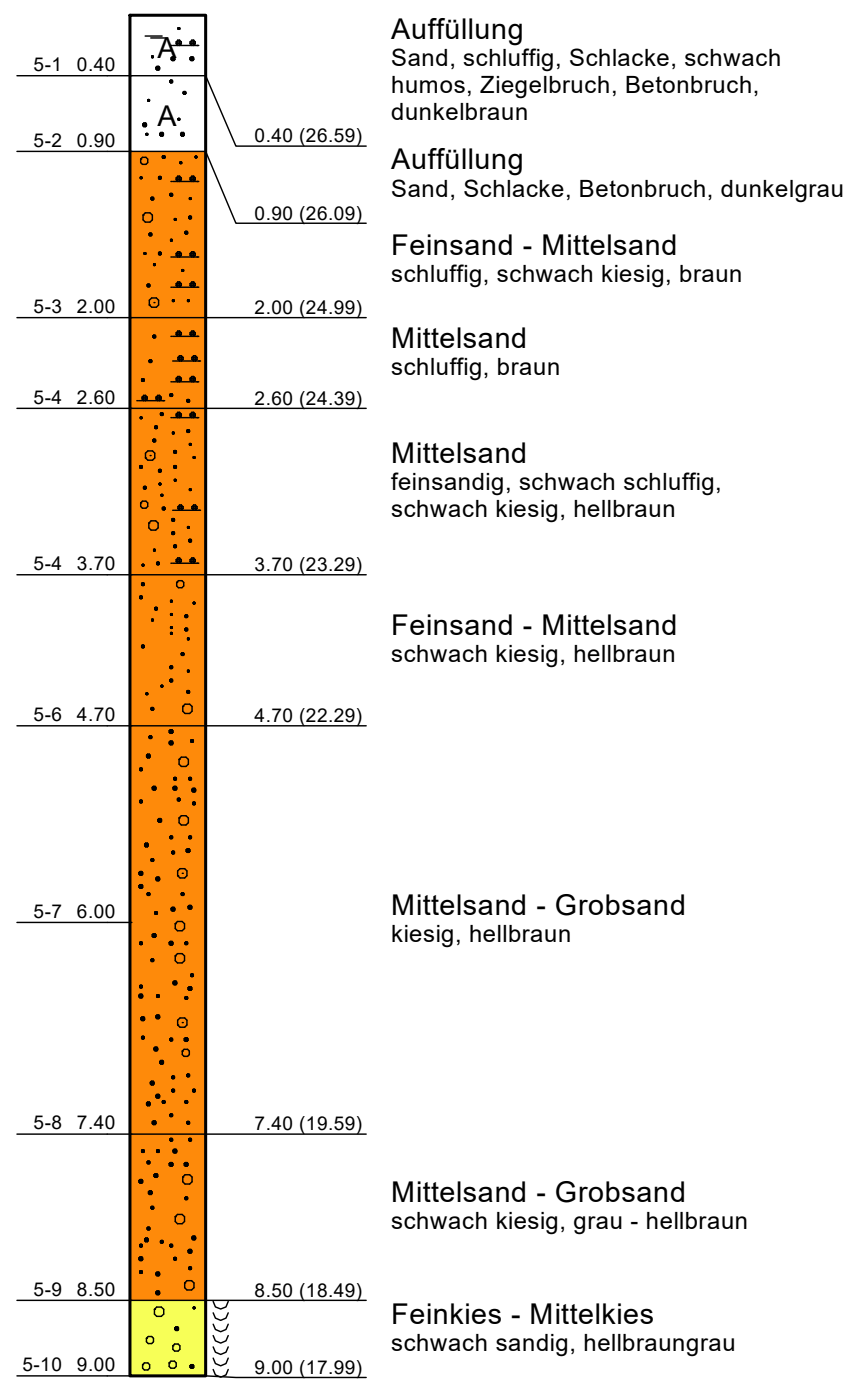 Auffüllung
Sand, schluffig, Schlacke, schwach
humos, Ziegelbruch, Betonbruch,
dunkelbraun
A
5-1 0.40
0.40 (26.59)
A
5-2 0.90
Auffüllung
Sand, Schlacke, Betonbruch, dunkelgrau
0.90 (26.09)
Feinsand - Mittelsand
schluffig, schwach kiesig, braun
5-3 2.00
2.00 (24.99)
Mittelsand
schluffig, braun
5-4 2.60
2.60 (24.39)
Mittelsand
feinsandig, schwach schluffig,
schwach kiesig, hellbraun
5-4 3.70
3.70 (23.29)
Feinsand - Mittelsand
schwach kiesig, hellbraun
5-6 4.70
4.70 (22.29)
Mittelsand - Grobsand
kiesig, hellbraun
5-7 6.00
5-8 7.40
7.40 (19.59)
Mittelsand - Grobsand
schwach kiesig, grau - hellbraun
5-9 8.50
8.50 (18.49)
Feinkies - Mittelkies
schwach sandig, hellbraungrau
5-10 9.00
9.00 (17.99)